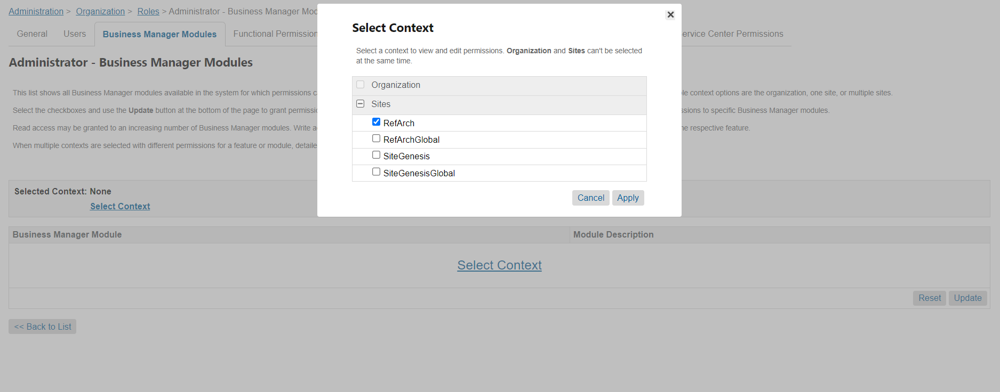 Administration > Organization > Roles > Administrator - Business Manager Mod
General Users Business Manager Modules Functional Permission ervice Center Permissions
Administrator - Business Manager Modules
This list shows all Business Manager modules available in the system for which permissions c le context options are the organization, one site, or multiple sites.
Select the checkboxes and use the Update button at the bottom of the page to grant permissio ssions to specific Business Manager modules.
Read access may be granted to an increasing number of Business Manager modules. Write a he respective feature.
When multiple contexts are selected with different permissions for a feature or module, detaile
Select Context
Select a context to view and edit permissions. Organization and Sites can't be selected
at the same time.
Organization
Sites
RefArch
RefArchGlobal
SiteGenesis
SiteGenesisGlobal
Cancel Apply
Selected Context: None
Select Context
Business Manager Module Module Description
Select Context
Reset Update
<< Back to List